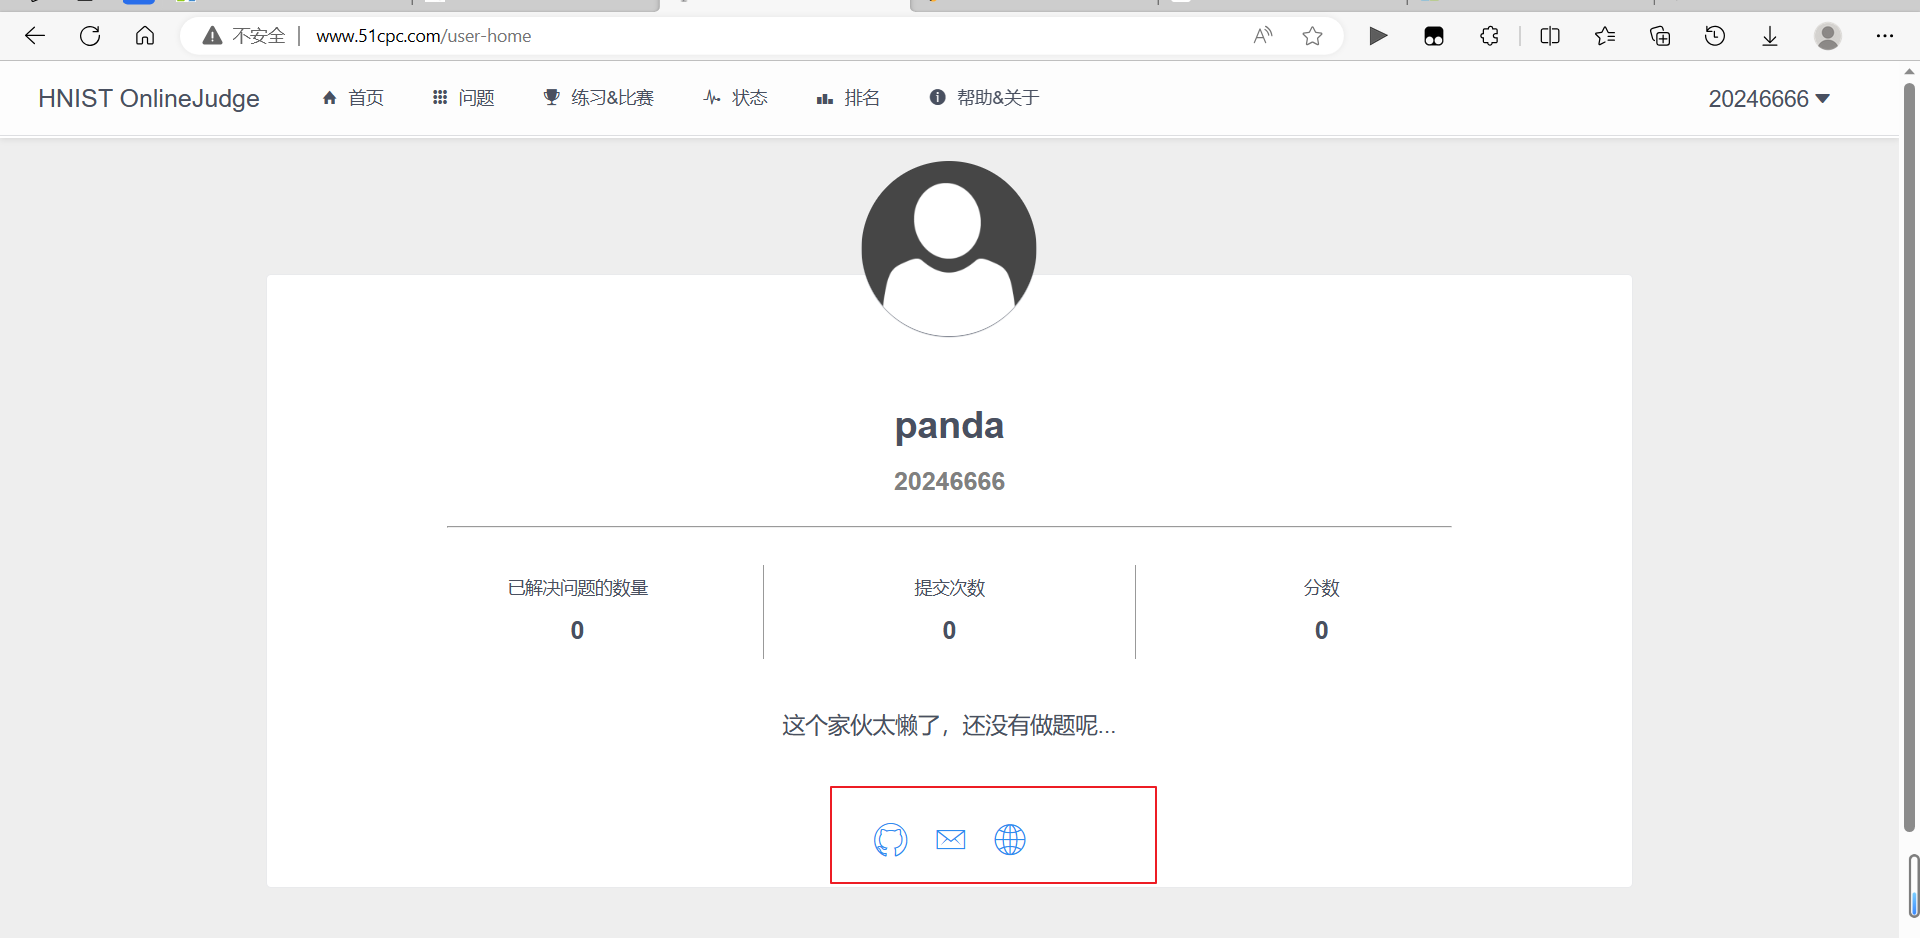 不安全 | www.51cpc.com/user-home
HNIST OnlineJudge 首页 问题 练习&比赛 状态 排名 帮助&关于 20246666
panda
20246666
已解决问题的数量 提交次数 分数
0 0 0
这个家伙太懒了，还没有做题呢...